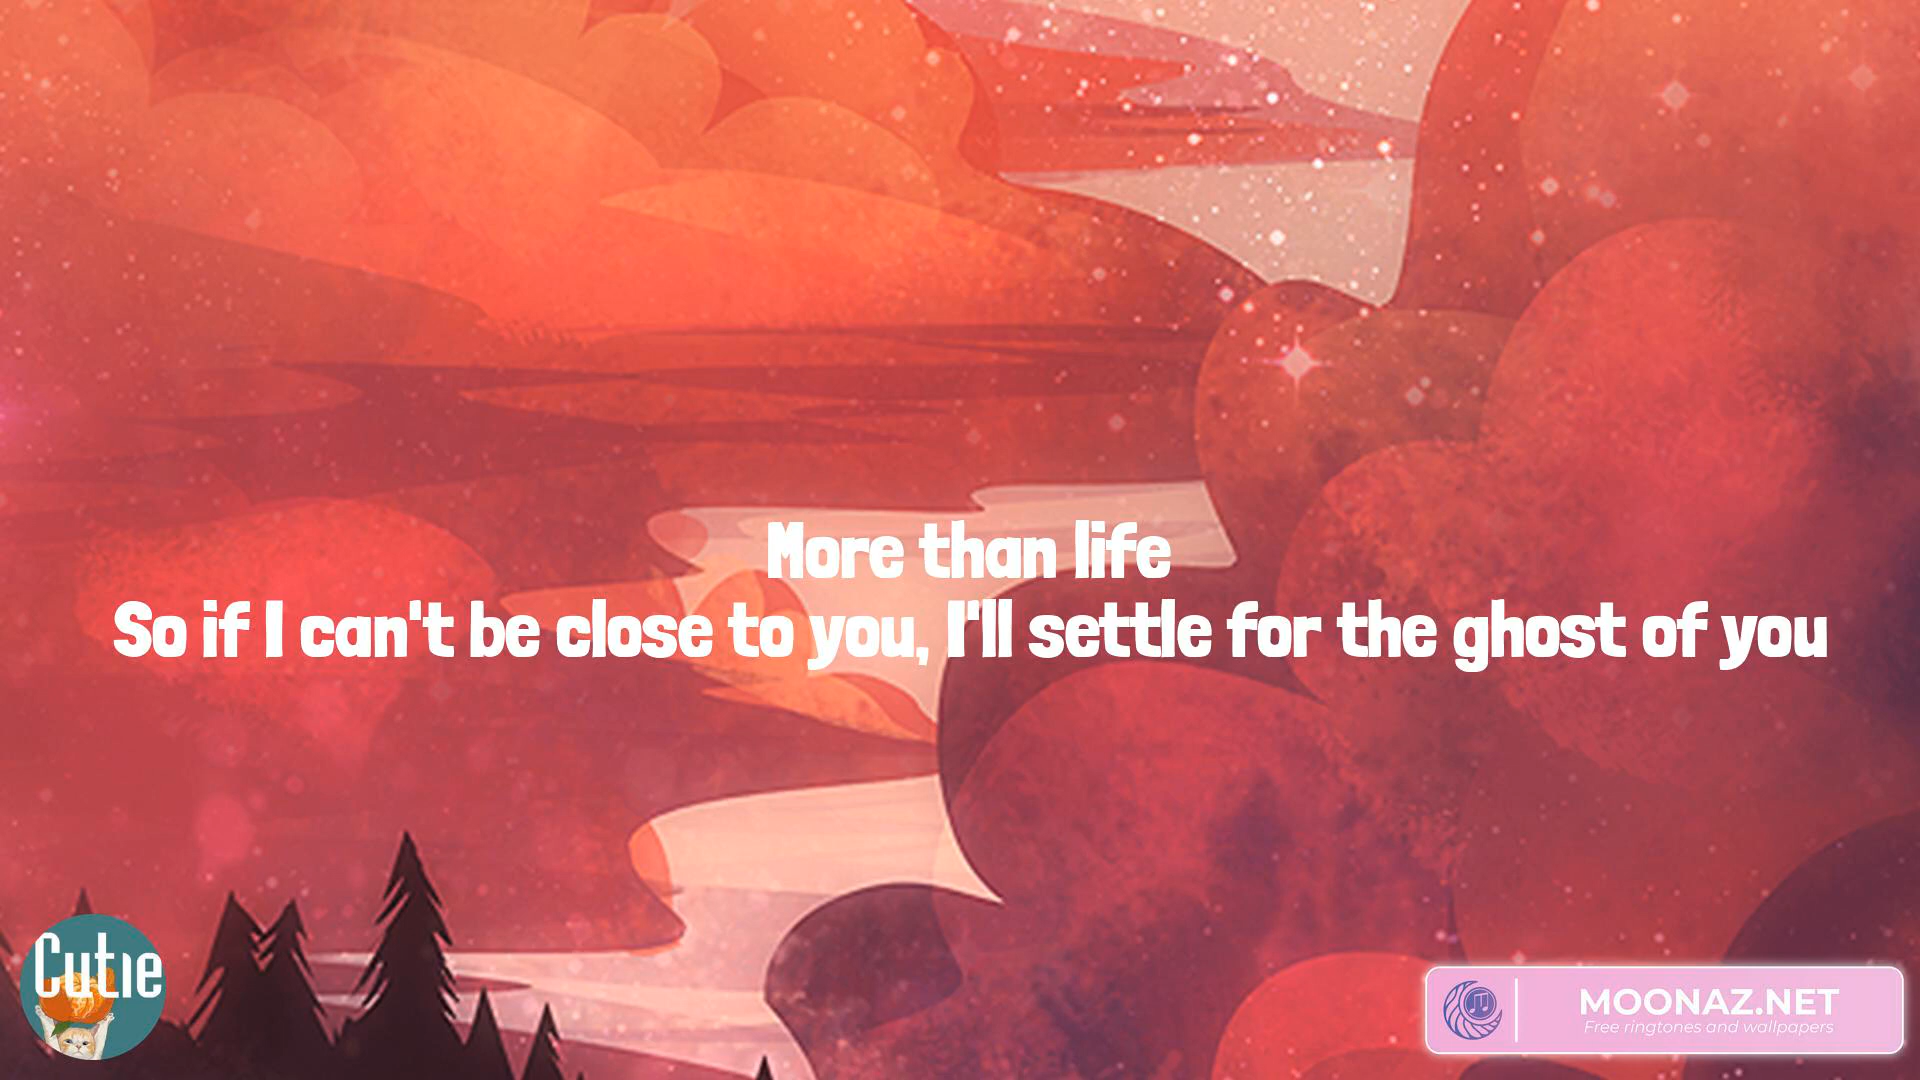 More than life
So if I can't be close to you, I'll settle for the ghost of you
Cutie
MOONAZ.NET
Free ringtones and wallpapers